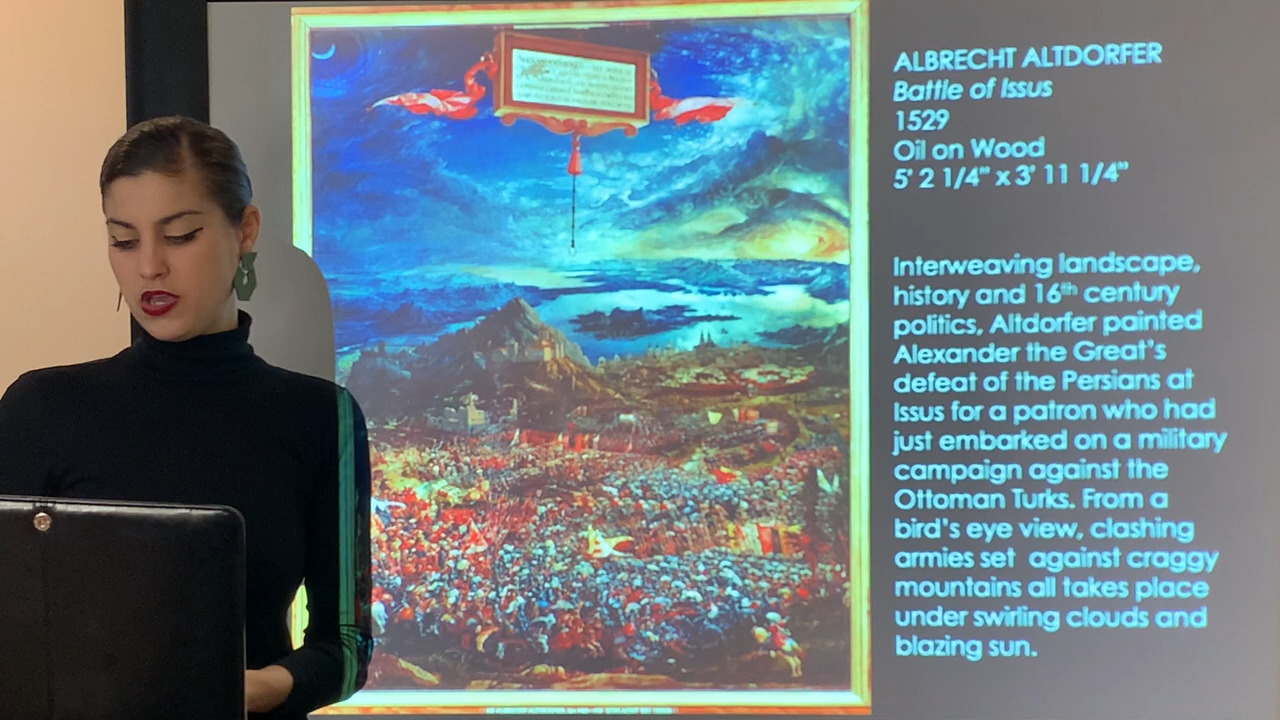 ALBRECHT ALTDORFER
Battle of Issus
1529
Oil on Wood
5' 2 1/4" x 3' 11 1/4"
Interweaving landscape,
history and 16th century
politics, Altdorfer painted
Alexander the Great's
defeat of the Persians at
Issus for a patron who had
just embarked on a military
campaign against the
Ottoman Turks. From a
bird's eye view, clashing
armies set against craggy
mountains all takes place
under swirling clouds and
blazing sun.